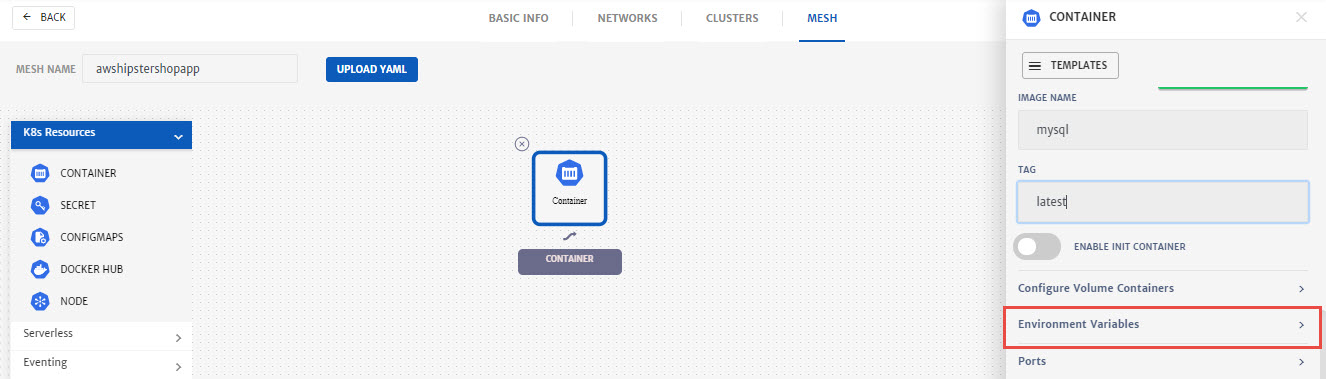 BACK
BASIC INFO
NETWORKS
CLUSTERS
MESH
MESH NAME
awshipstershopapp
UPLOAD YAML
K8s Resources
CONTAINER
SECRET
CONFIGMAPS
DOCKER HUB
NODE
Serverless
Eventing
Container
CONTAINER
CONTAINER
TEMPLATES
IMAGE NAME
mysql
TAG
latest
ENABLE INIT CONTAINER
Configure Volume Containers
Environment Variables
Ports